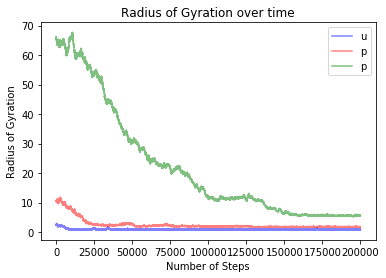 Radius of Gyration over time
Radius of Gyration
70
60
50
40
30
20
10
0
u
p
p
0 25000 50000 75000 100000 125000 150000 175000 200000
Number of Steps